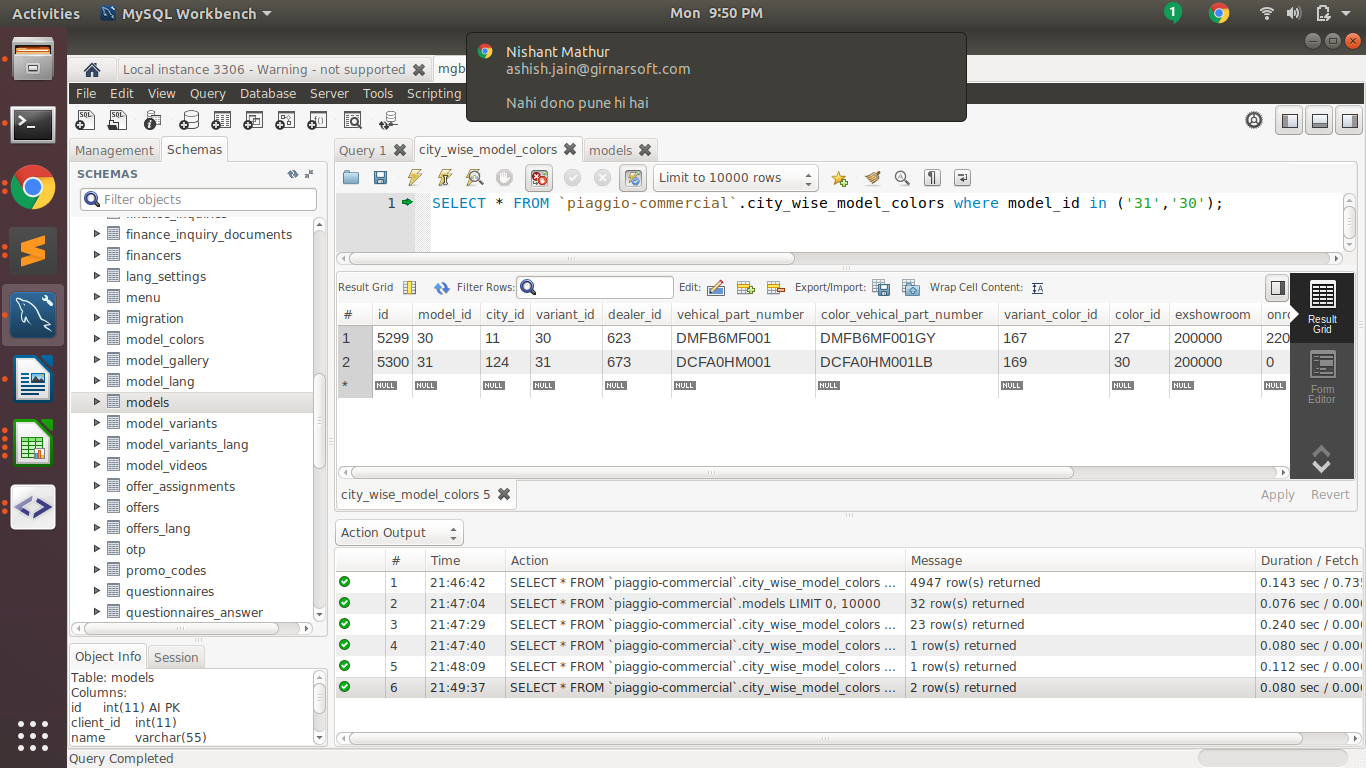 Activities
MySQL Workbench
Mon 9:50 PM
1
Nishant Mathur
ashish.jain@girnarsoft.com
Nahi dono pune hi hai
Local instance 3306 - Warning - not supported
mgb
File Edit View Query Database Server Tools Scripting
Management
Schemas
Query 1
city_wise_model_colors
models
SCHEMAS
Filter objects
Limit to 10000 rows
1
SELECT * FROM `piaggio-commercial`.city_wise_model_colors where model_id in ('31','30');
finance_inquiries
finance_inquiry_documents
financers
lang_settings
menu
migration
model_colors
model_gallery
model_lang
models
model_variants
model_variants_lang
model_videos
offer_assignments
offers
offers_lang
otp
promo_codes
questionnaires
questionnaires_answer
Result Grid Filter Rows: Edit: Export/Import: Wrap Cell Content:
# id model_id city_id variant_id dealer_id vehical_part_number color_vehical_part_number variant_color_id color_id exshowroom onro
1 5299 30 11 30 623 DMFB6MF001 DMFB6MF001GY 167 27 200000 220
2 5300 31 124 31 673 DCFA0HM001 DCFA0HM001LB 169 30 200000 0
* NULL NULL NULL NULL NULL NULL NULL NULL NULL NULL NULL
Result
Grid
Form
Editor
city_wise_model_colors 5
Apply Revert
Action Output
# Time Action Message Duration / Fetch
1 21:46:42 SELECT * FROM `piaggio-commercial`.city_wise_model_colors ... 4947 row(s) returned 0.143 sec / 0.735
2 21:47:04 SELECT * FROM `piaggio-commercial`.models LIMIT 0, 10000 32 row(s) returned 0.076 sec / 0.000
3 21:47:29 SELECT * FROM `piaggio-commercial`.city_wise_model_colors ... 23 row(s) returned 0.240 sec / 0.000
4 21:47:40 SELECT * FROM `piaggio-commercial`.city_wise_model_colors ... 1 row(s) returned 0.080 sec / 0.000
5 21:48:09 SELECT * FROM `piaggio-commercial`.city_wise_model_colors ... 1 row(s) returned 0.112 sec / 0.000
6 21:49:37 SELECT * FROM `piaggio-commercial`.city_wise_model_colors ... 2 row(s) returned 0.080 sec / 0.000
Object Info
Session
Table: models
Columns:
id int(11) AI PK
client_id int(11)
name varchar(55)
Query Completed